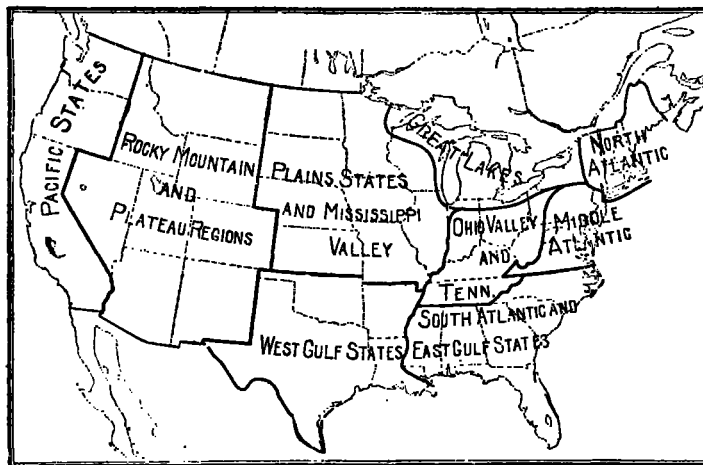 PACIFIC STATES
ROCKY MOUNTAIN
AND
PLATEAU REGIONS
PLAINS STATES
AND MISSISSIPPI
VALLEY
GREAT LAKES
NORTH
ATLANTIC
OHIO VALLEY
AND
TENN.
MIDDLE
ATLANTIC
WEST GULF STATES
SOUTH ATLANTIC AND
EAST GULF STATES